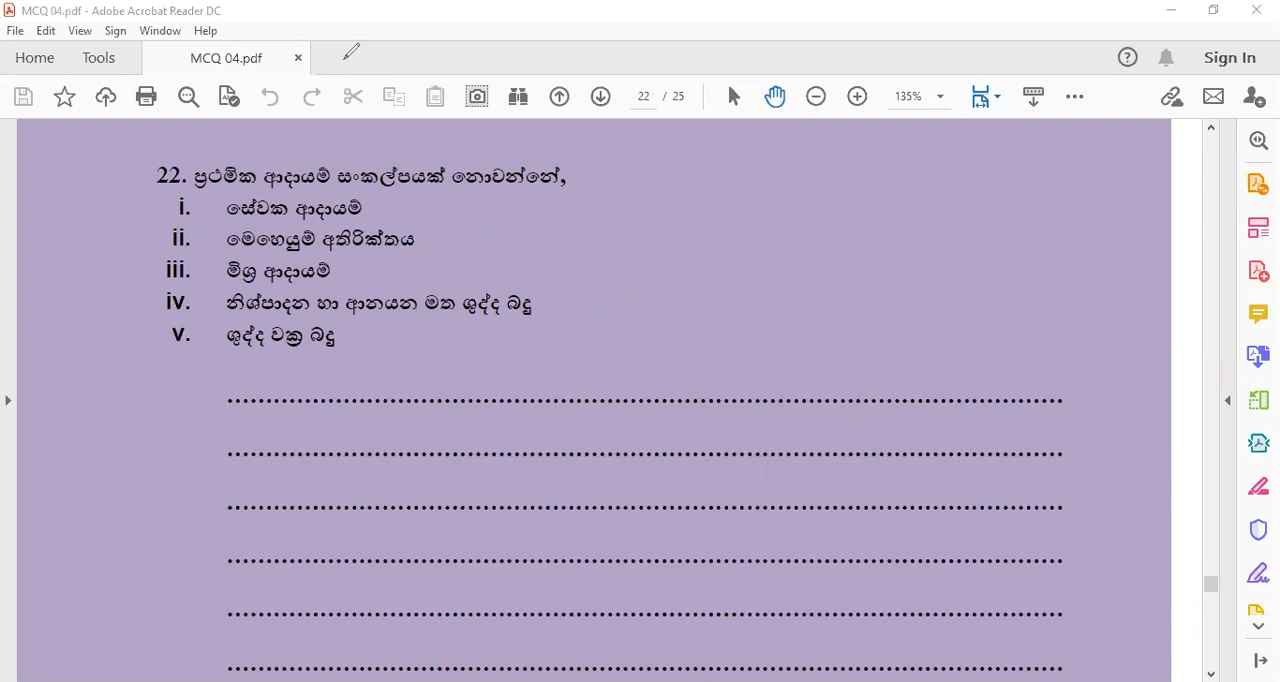 MCQ 04.pdf - Adobe Acrobat Reader DC
File Edit View Sign Window Help
Home Tools MCQ 04.pdf × Sign In
22 / 25 135%
22. ප්‍රථමික ආදායම් සංකල්පයක් නොවන්නේ,
i. සේවක ආදායම්
ii. මෙහෙයුම් අතිරික්තය
iii. මිශ්‍ර ආදායම්
iv. නිශ්පාදන හා ආනයන මත ශුද්ද බදු
v. ශුද්ද වක්‍ර බදු